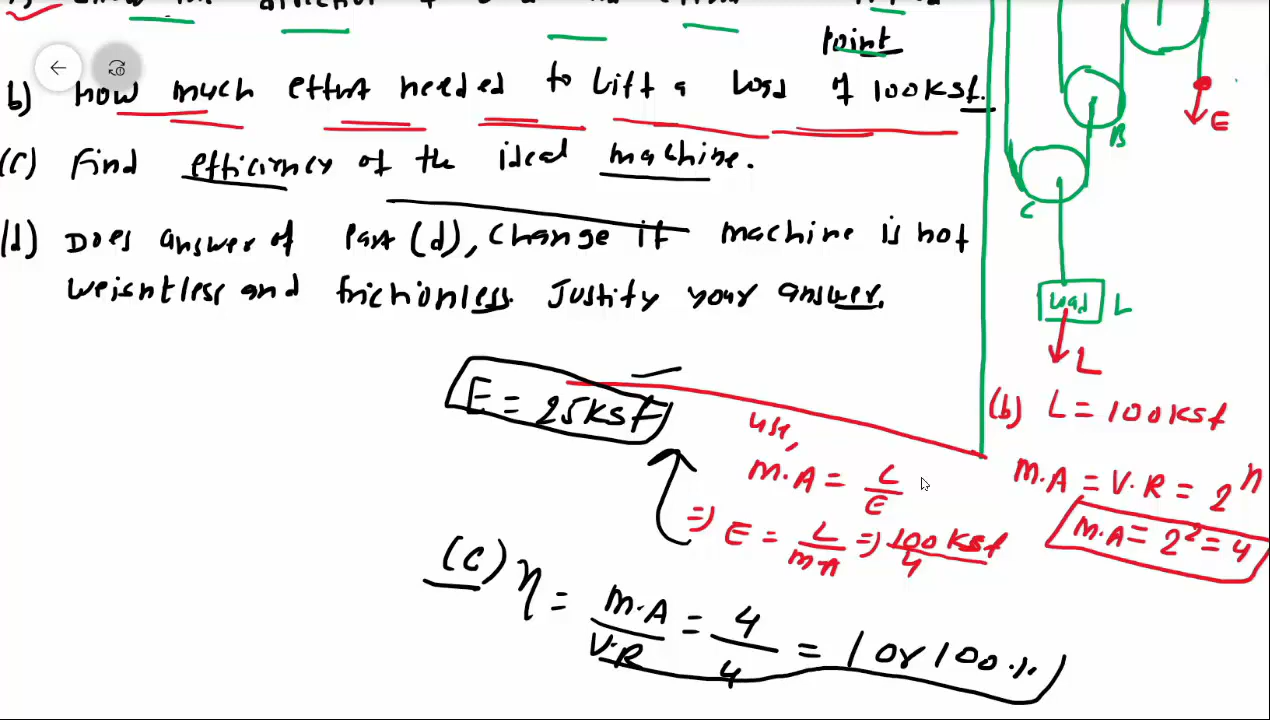 point
b) How much effort needed to Lift a Load of 100 Kgf.
(c) Find efficiency of the ideal machine.
(d) Does answer of Part (d), change if machine is not
weightless and frictionless. Justify your answer.
E
B
C
Load L
L
E = 25 Kgf
(b) L = 100 Kgf
M.A = V.R = 2^n
M.A = 2^2 = 4
use,
M.A = L/E
=> E = L/MA => 100 Kgf/4
(c) η = M.A/V.R = 4/4 = 1 or 100%